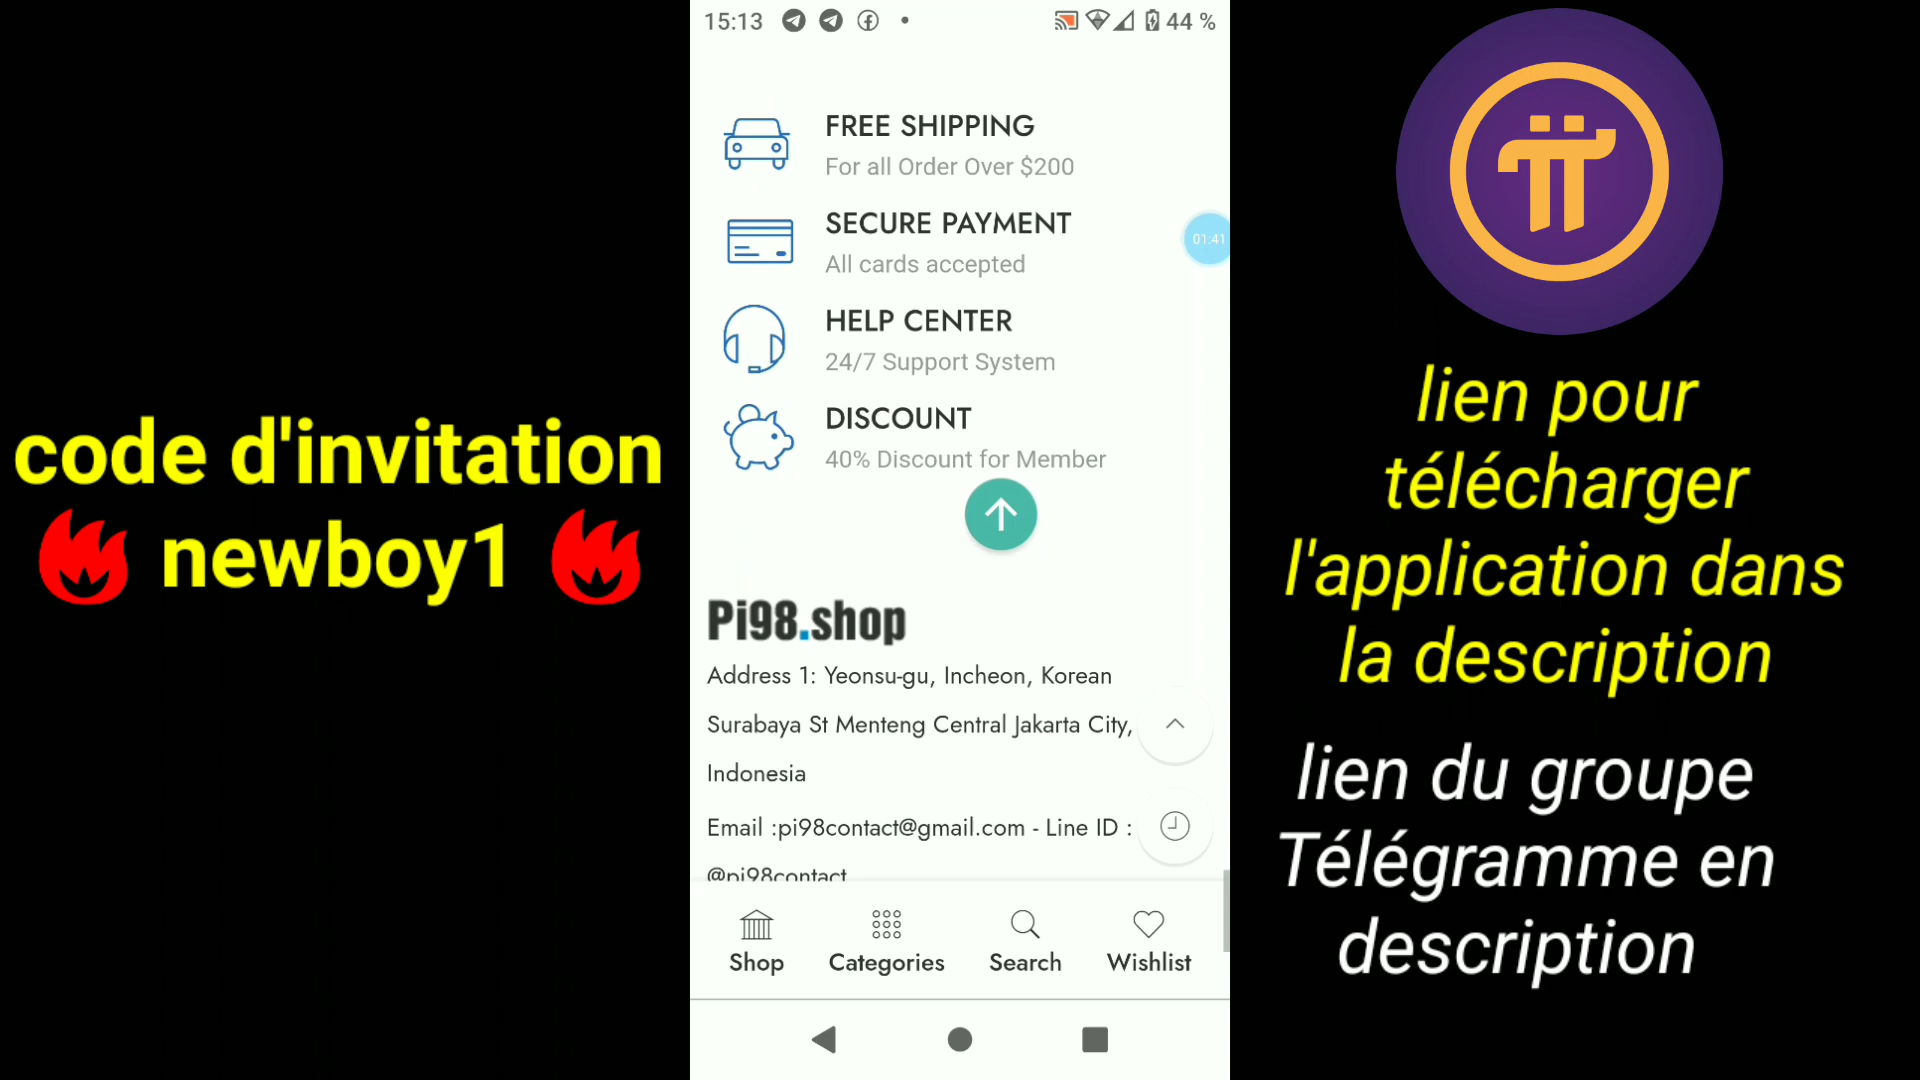 code d'invitation
newboy1
15:13
44 %
FREE SHIPPING
For all Order Over $200
SECURE PAYMENT
All cards accepted
01:41
HELP CENTER
24/7 Support System
DISCOUNT
40% Discount for Member
Pi98.shop
Address 1: Yeonsu-gu, Incheon, Korean
Surabaya St Menteng Central Jakarta City,
Indonesia
Email :pi98contact@gmail.com - Line ID :
@pi98contact
Shop
Categories
Search
Wishlist
lien pour
télécharger
l'application dans
la description
lien du groupe
Télégramme en
description